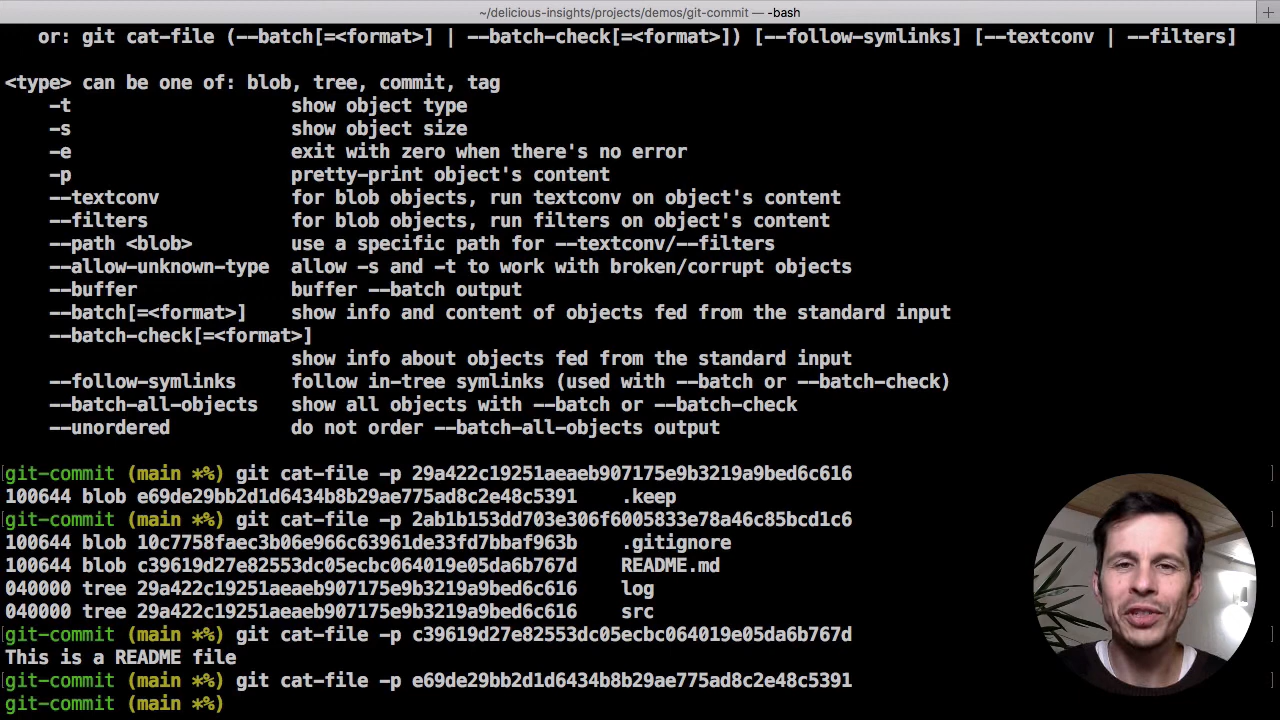 ~/delicious-insights/projects/demos/git-commit — -bash
or: git cat-file (--batch[=<format>] | --batch-check[=<format>]) [--follow-symlinks] [--textconv | --filters]
<type> can be one of: blob, tree, commit, tag
-t show object type
-s show object size
-e exit with zero when there's no error
-p pretty-print object's content
--textconv for blob objects, run textconv on object's content
--filters for blob objects, run filters on object's content
--path <blob> use a specific path for --textconv/--filters
--allow-unknown-type allow -s and -t to work with broken/corrupt objects
--buffer buffer --batch output
--batch[=<format>] show info and content of objects fed from the standard input
--batch-check[=<format>]
show info about objects fed from the standard input
--follow-symlinks follow in-tree symlinks (used with --batch or --batch-check)
--batch-all-objects show all objects with --batch or --batch-check
--unordered do not order --batch-all-objects output
git-commit (main *%) git cat-file -p 29a422c19251aeaeb907175e9b3219a9bed6c616
100644 blob e69de29bb2d1d6434b8b29ae775ad8c2e48c5391 .keep
git-commit (main *%) git cat-file -p 2ab1b153dd703e306f6005833e78a46c85bcd1c6
100644 blob 10c7758faec3b06e966c63961de33fd7bbaf963b .gitignore
100644 blob c39619d27e82553dc05ecbc064019e05da6b767d README.md
040000 tree 29a422c19251aeaeb907175e9b3219a9bed6c616 log
040000 tree 29a422c19251aeaeb907175e9b3219a9bed6c616 src
git-commit (main *%) git cat-file -p c39619d27e82553dc05ecbc064019e05da6b767d
This is a README file
git-commit (main *%) git cat-file -p e69de29bb2d1d6434b8b29ae775ad8c2e48c5391
git-commit (main *%)